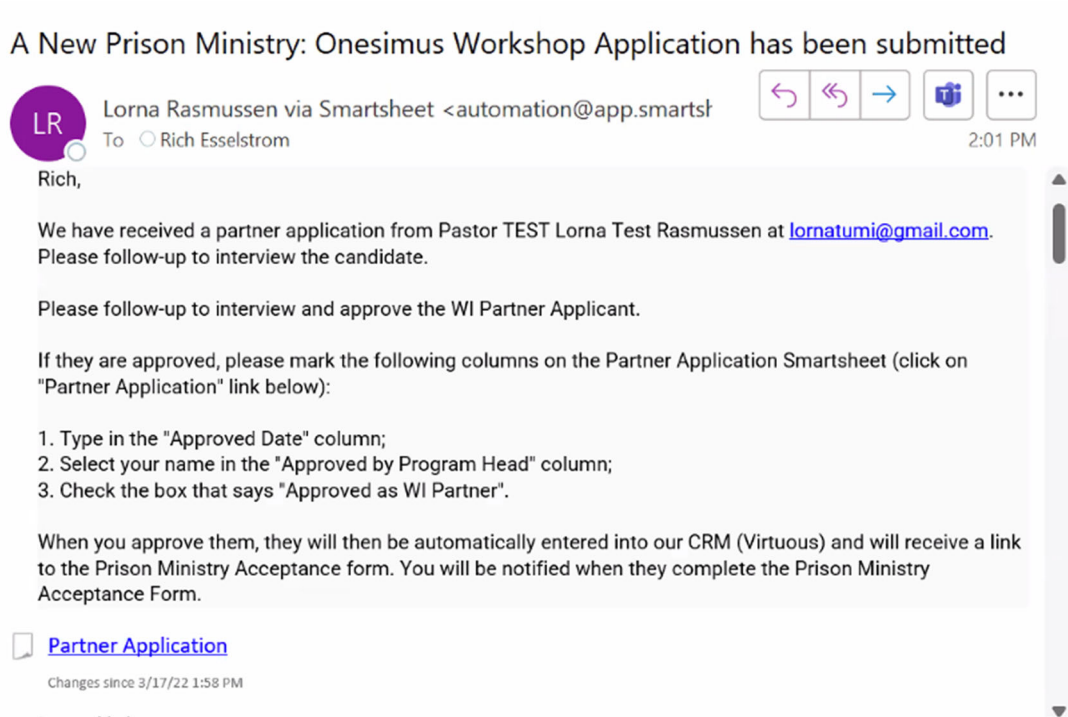 A New Prison Ministry: Onesimus Workshop Application has been submitted
LR
Lorna Rasmussen via Smartsheet <automation@app.smartsh
To Rich Esselstrom
2:01 PM
Rich,
We have received a partner application from Pastor TEST Lorna Test Rasmussen at lornatumi@gmail.com.
Please follow-up to interview the candidate.
Please follow-up to interview and approve the WI Partner Applicant.
If they are approved, please mark the following columns on the Partner Application Smartsheet (click on
"Partner Application" link below):
1. Type in the "Approved Date" column;
2. Select your name in the "Approved by Program Head" column;
3. Check the box that says "Approved as WI Partner".
When you approve them, they will then be automatically entered into our CRM (Virtuous) and will receive a link
to the Prison Ministry Acceptance form. You will be notified when they complete the Prison Ministry
Acceptance Form.
Partner Application
Changes since 3/17/22 1:58 PM